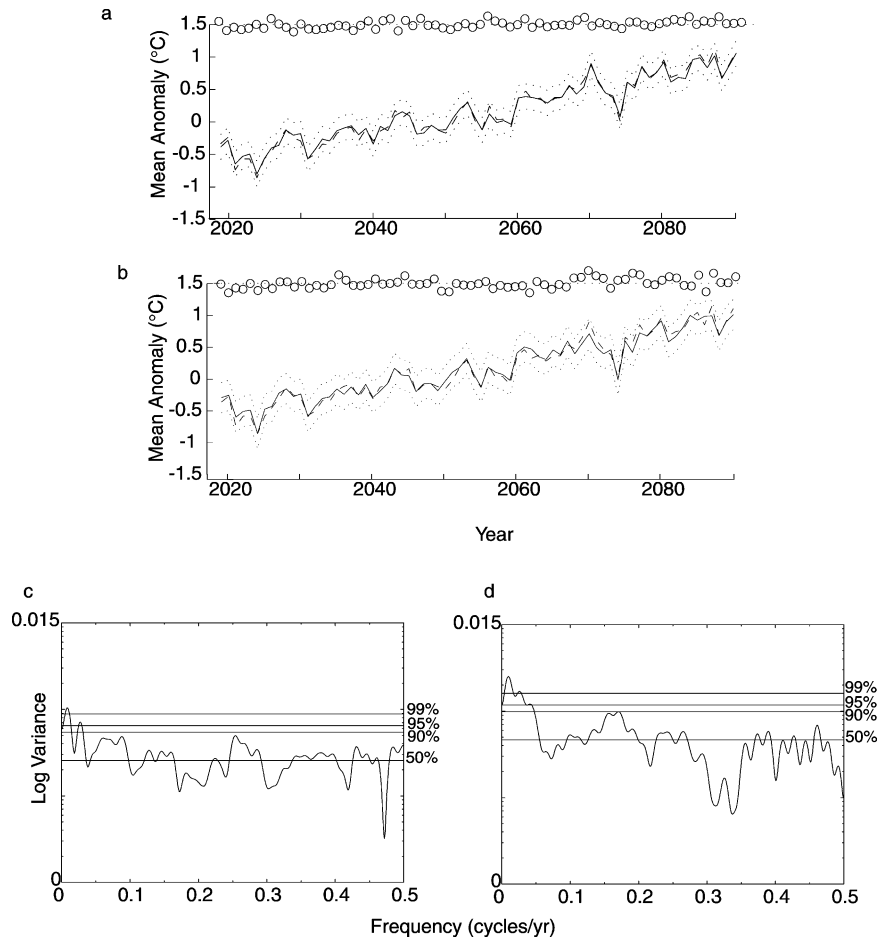 a
1.5
1
0.5
0
-0.5
-1
-1.5
Mean Anomaly (°C)
2020 2040 2060 2080
b
1.5
1
0.5
0
-0.5
-1
-1.5
Mean Anomaly (°C)
2020 2040 2060 2080
Year
c
0.015
99%
95%
90%
50%
Log Variance
0
0 0.1 0.2 0.3 0.4 0.5
d
0.015
99%
95%
90%
50%
0
0 0.1 0.2 0.3 0.4 0.5
Frequency (cycles/yr)